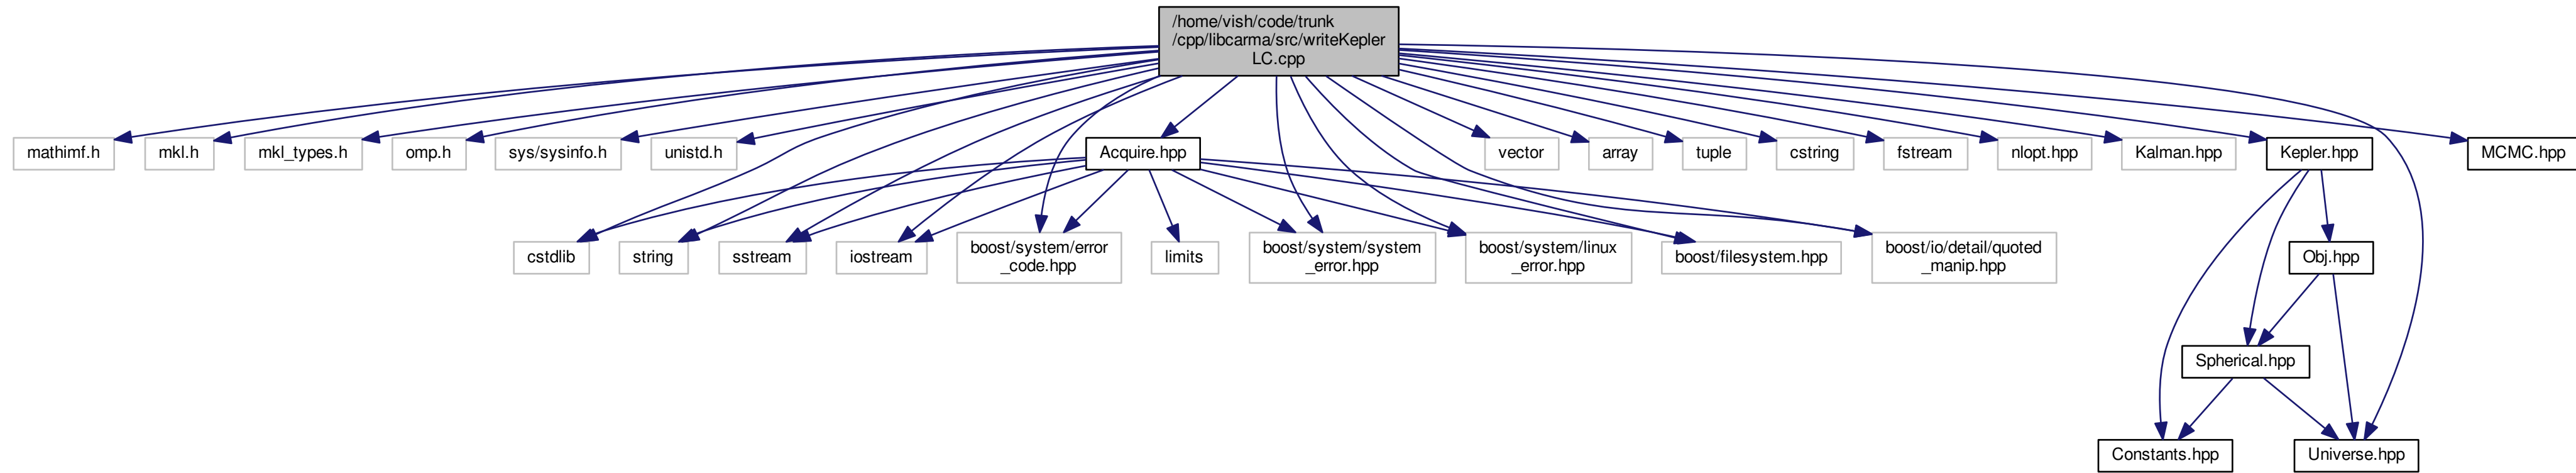 /home/vish/code/trunk
/cpp/libcarma/src/writeKepler
LC.cpp
mathimf.h
mkl.h
mkl_types.h
omp.h
sys/sysinfo.h
unistd.h
Acquire.hpp
vector
array
tuple
cstring
fstream
nlopt.hpp
Kalman.hpp
Kepler.hpp
MCMC.hpp
cstdlib
string
sstream
iostream
boost/system/error
_code.hpp
limits
boost/system/system
_error.hpp
boost/system/linux
_error.hpp
boost/filesystem.hpp
boost/io/detail/quoted
_manip.hpp
Obj.hpp
Spherical.hpp
Constants.hpp
Universe.hpp